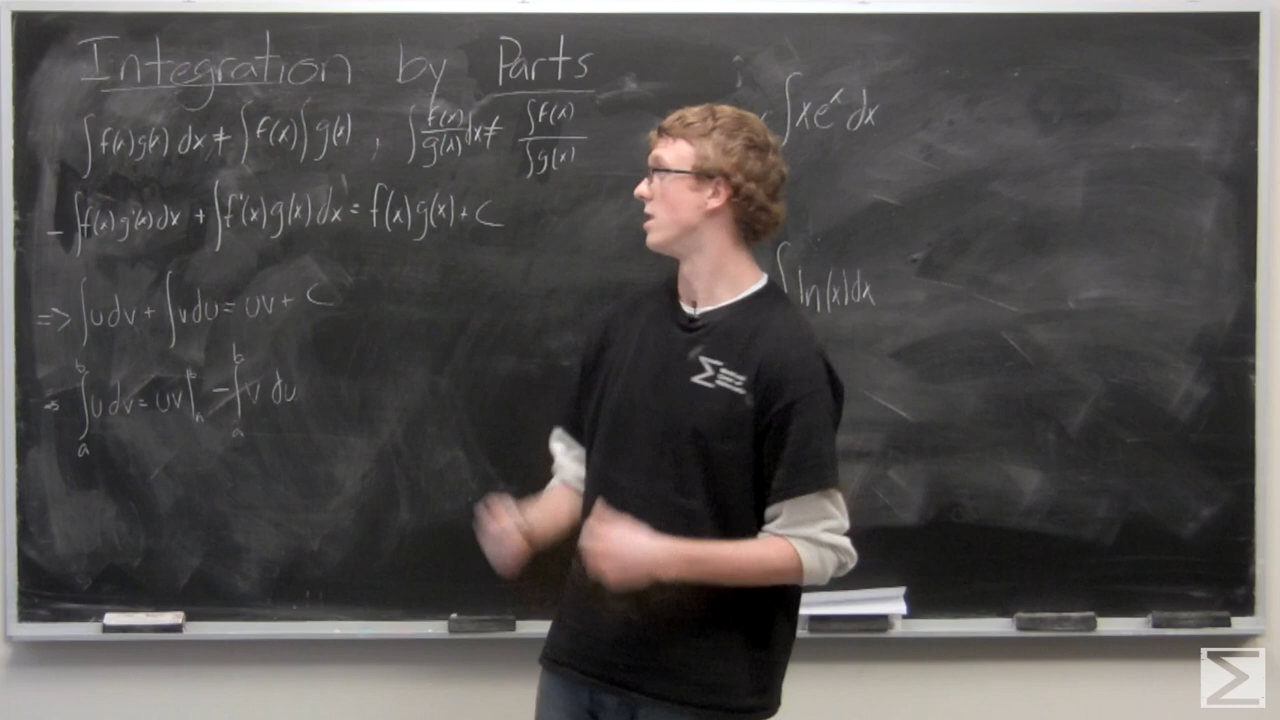 Integration by Parts
∫f(x)g(x) dx ≠ ∫f(x)∫g(x) , ∫f(x)/g(x) dx ≠ ∫f(x)/∫g(x)
- ∫f(x)g'(x)dx + ∫f'(x)g(x)dx = f(x)g(x) + C
=> ∫udv + ∫vdu = uv + C
⇒ ∫_a^b u dv = uv|_a^b - ∫_a^b v du
∫xe^x dx
∫ln(x)dx
Σ
Σ